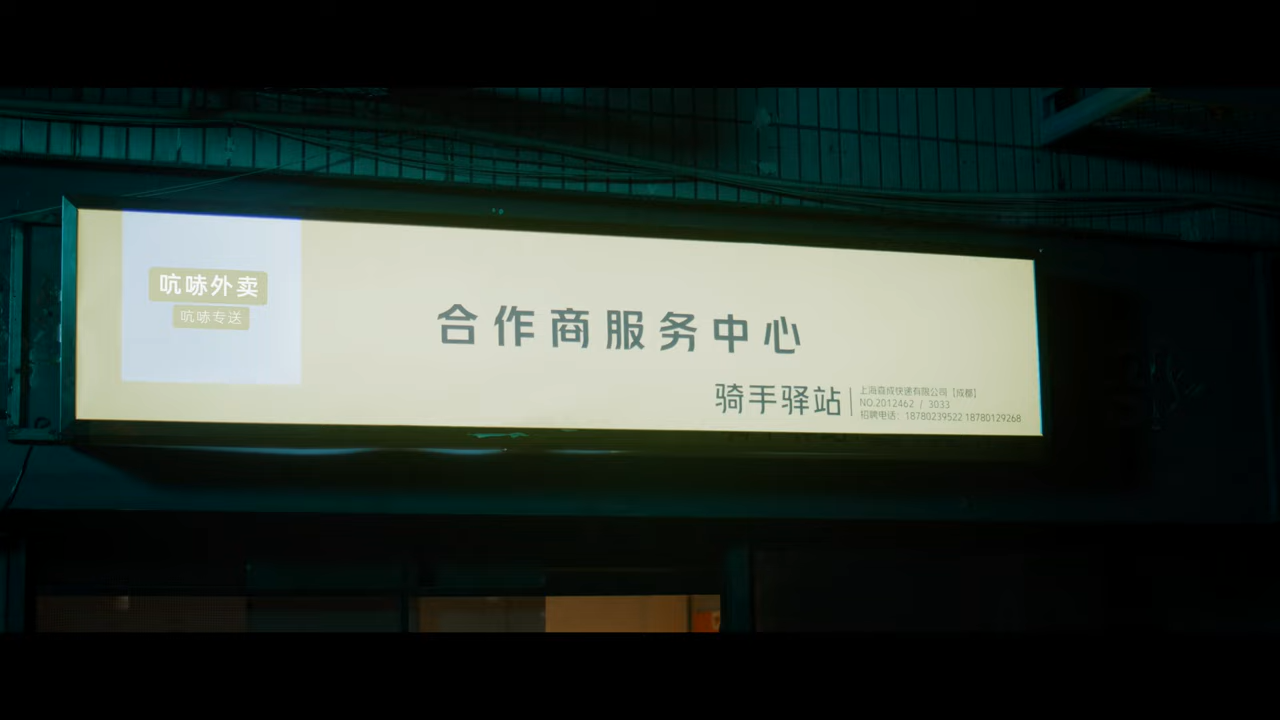 吭哧外卖
吭哧专送
合作商服务中心
骑手驿站
上海森成快速有限公司【成都】
NO.2012462 / 3033
招聘电话：18780239522 18780129268